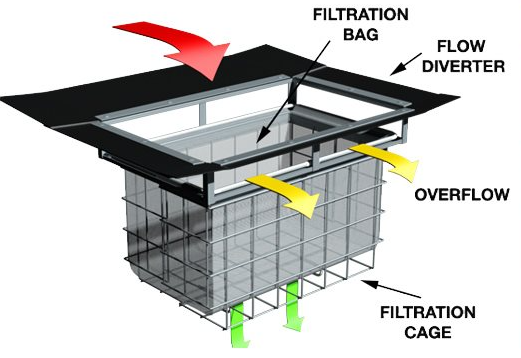 FILTRATION
BAG
FLOW
DIVERTER
OVERFLOW
FILTRATION
CAGE